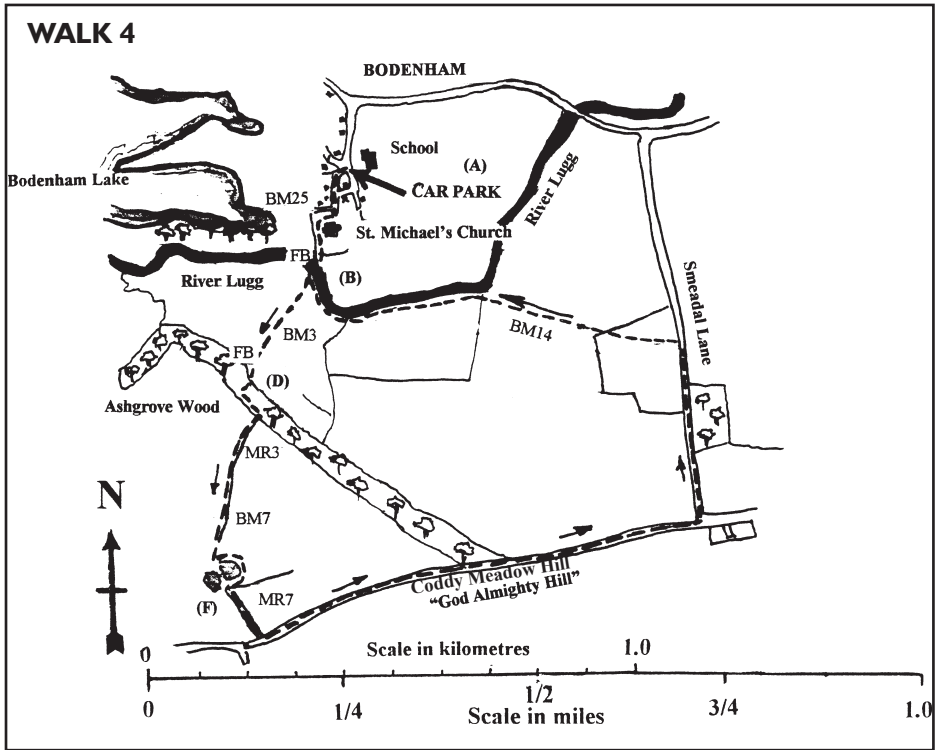 WALK 4
BODENHAM
School
(A)
Bodenham Lake
BM25
CAR PARK
River Lugg
St. Michael's Church
FB
River Lugg
(B)
Smeadal Lane
BM3
BM14
FB
(D)
Ashgrove Wood
MR3
N
BM7
Coddy Meadow Hill
"God Almighty Hill"
(F)
MR7
0
Scale in kilometres
1.0
0
1/4
1/2
3/4
1.0
Scale in miles